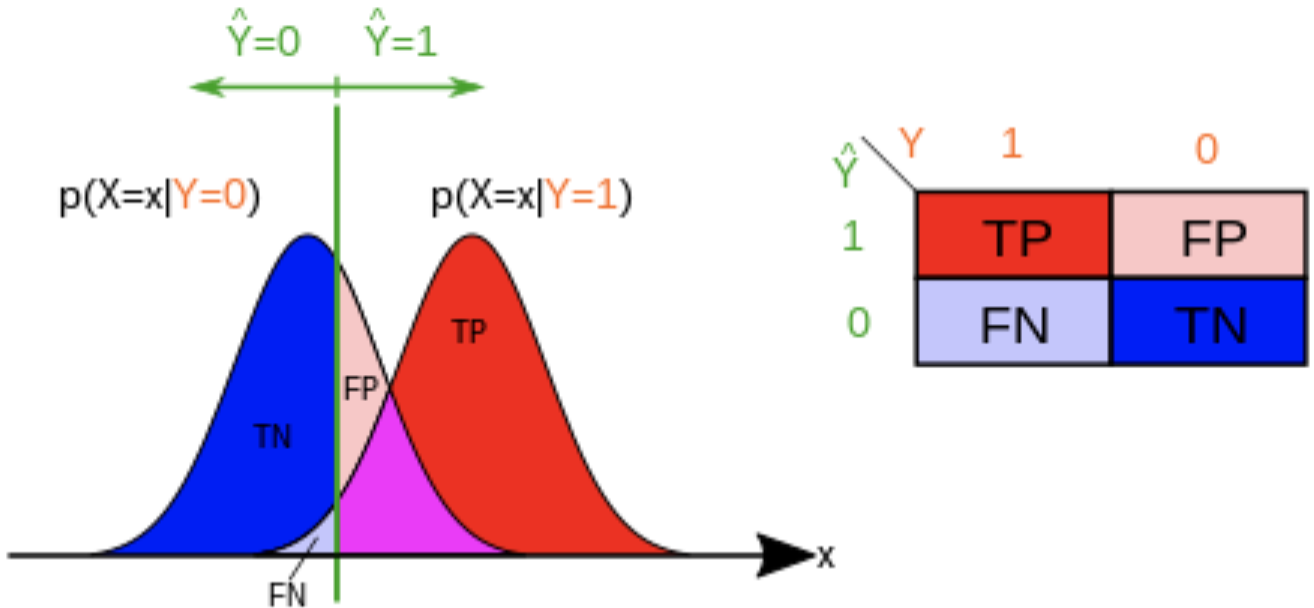 Ŷ=0 Ŷ=1
p(X=x|Y=0) p(X=x|Y=1)
TP
FP
TN
FN
x
Y 1 0
Ŷ
1 TP FP
0 FN TN